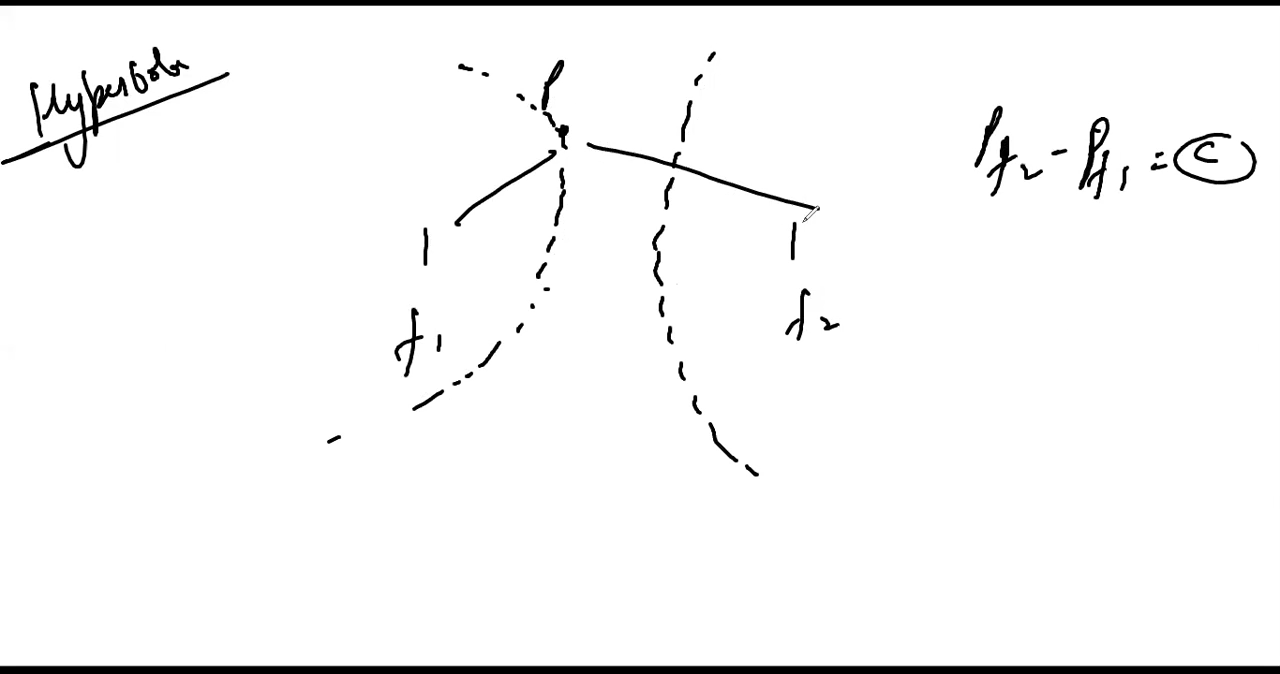 Hyperbola
P
Pf₂ - Pf₁ = c
f₁
f₂